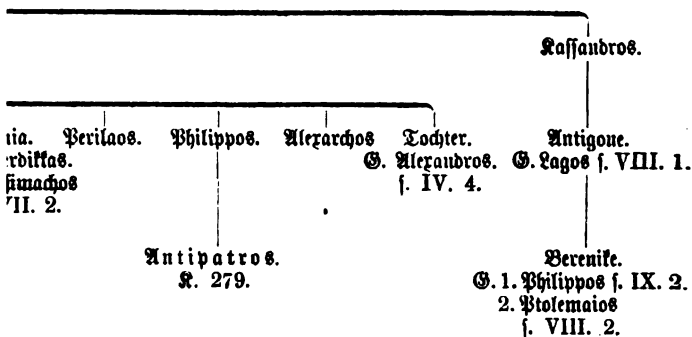 Kassandros.
nia. Perilaos. Philippos. Alexarchos Tochter. Antigone.
rdikkas. G. Alexandros. G. Lagos s. VIII. 1.
simachos s. IV. 4.
VII. 2.
Antipatros. Berenike.
K. 279. G. 1. Philippos s. IX. 2.
2. Ptolemaios
s. VIII. 2.